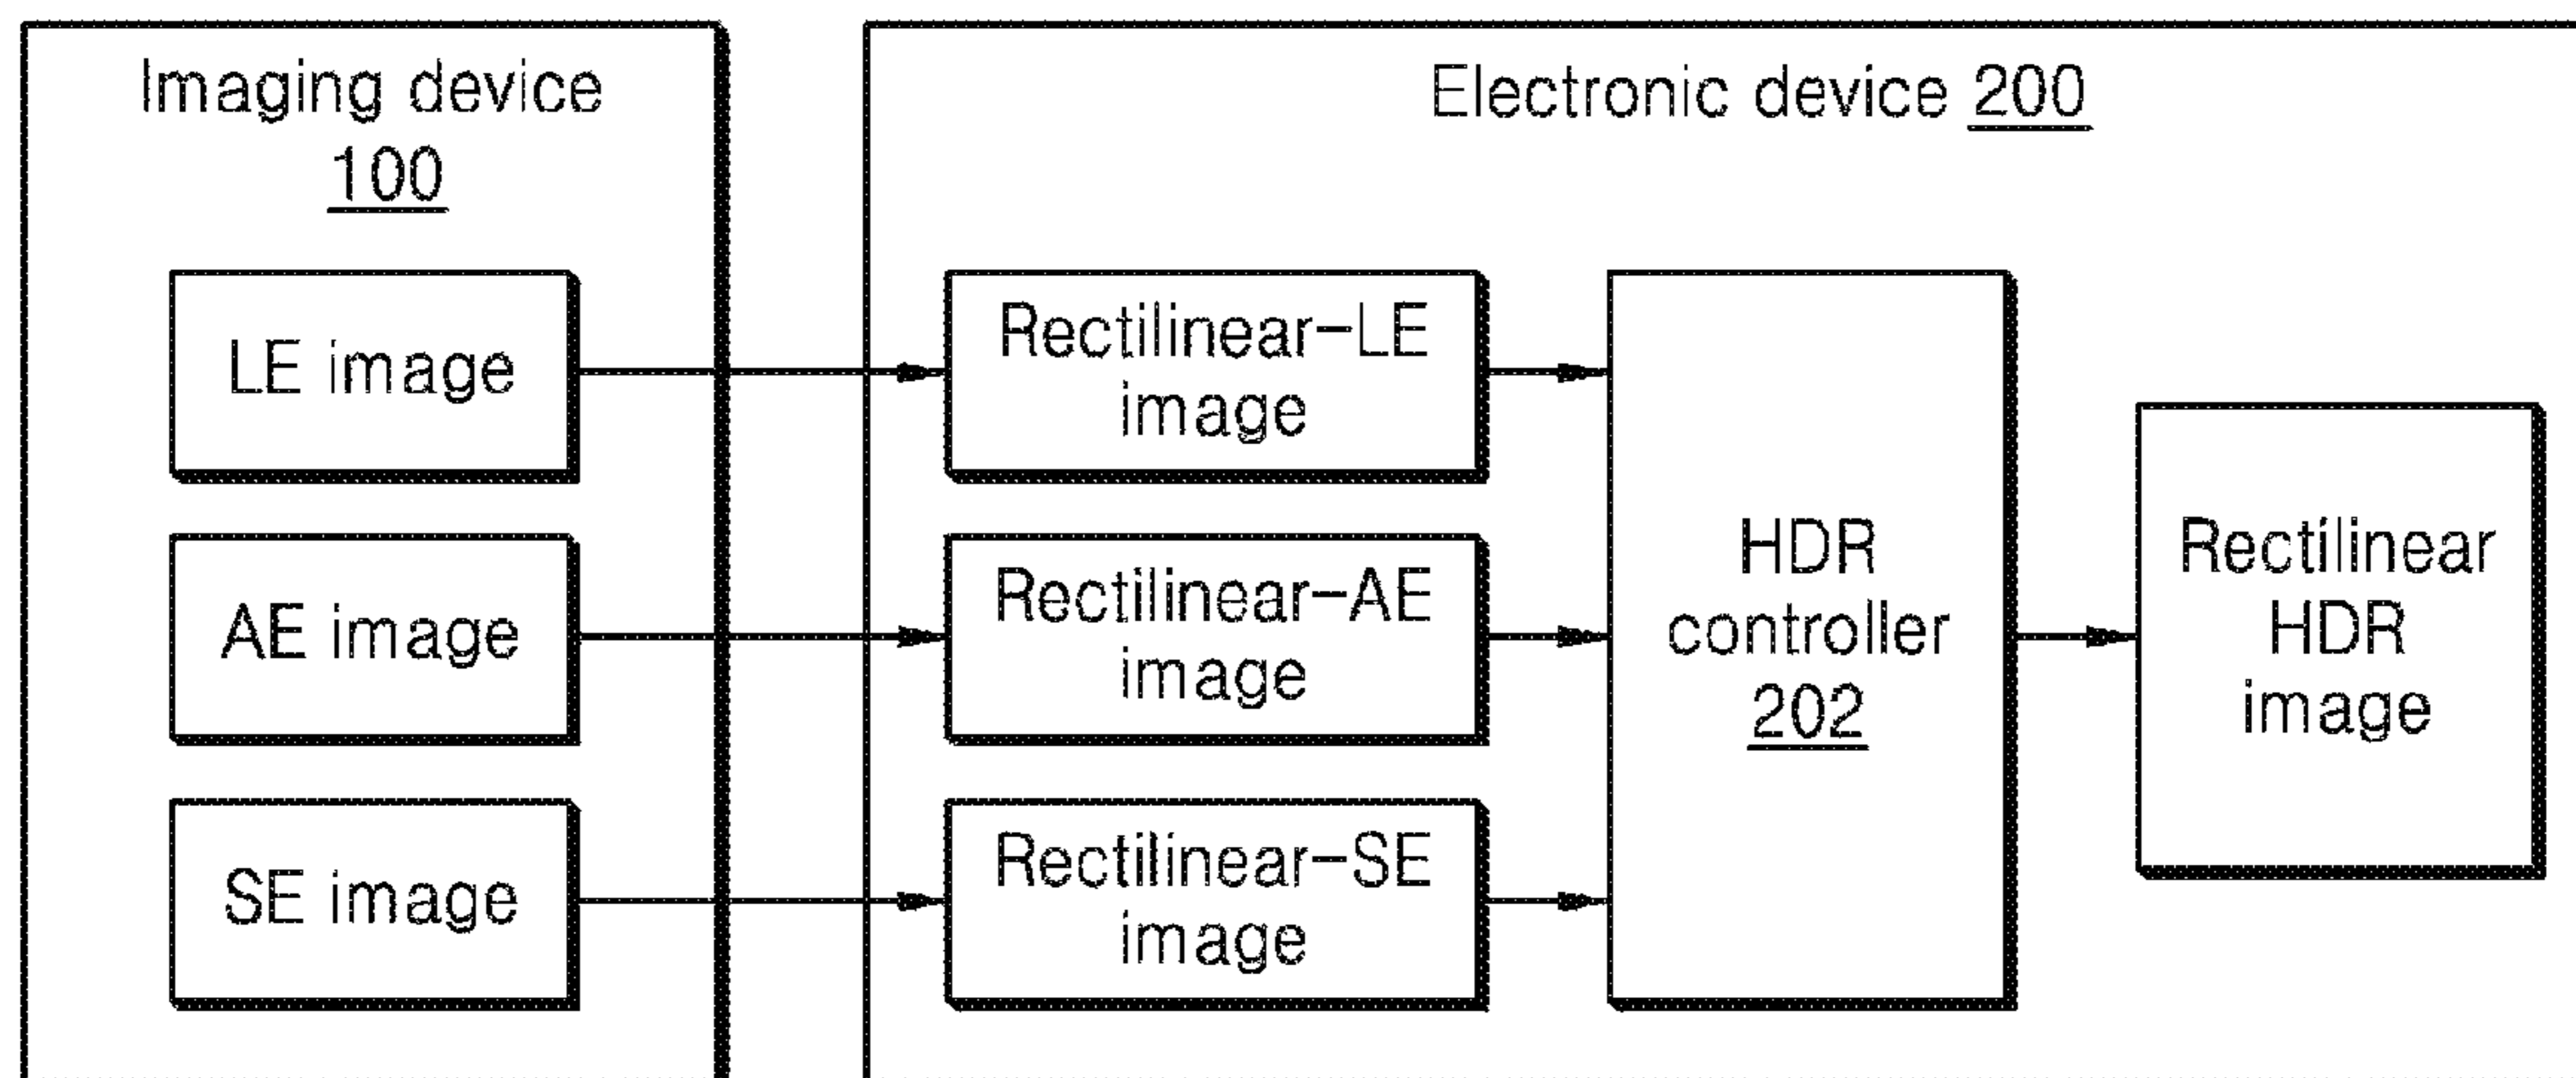 Imaging device
100
LE image
AE image
SE image
Electronic device 200
Rectilinear-LE
image
Rectilinear-AE
image
Rectilinear-SE
image
HDR
controller
202
Rectilinear
HDR
image